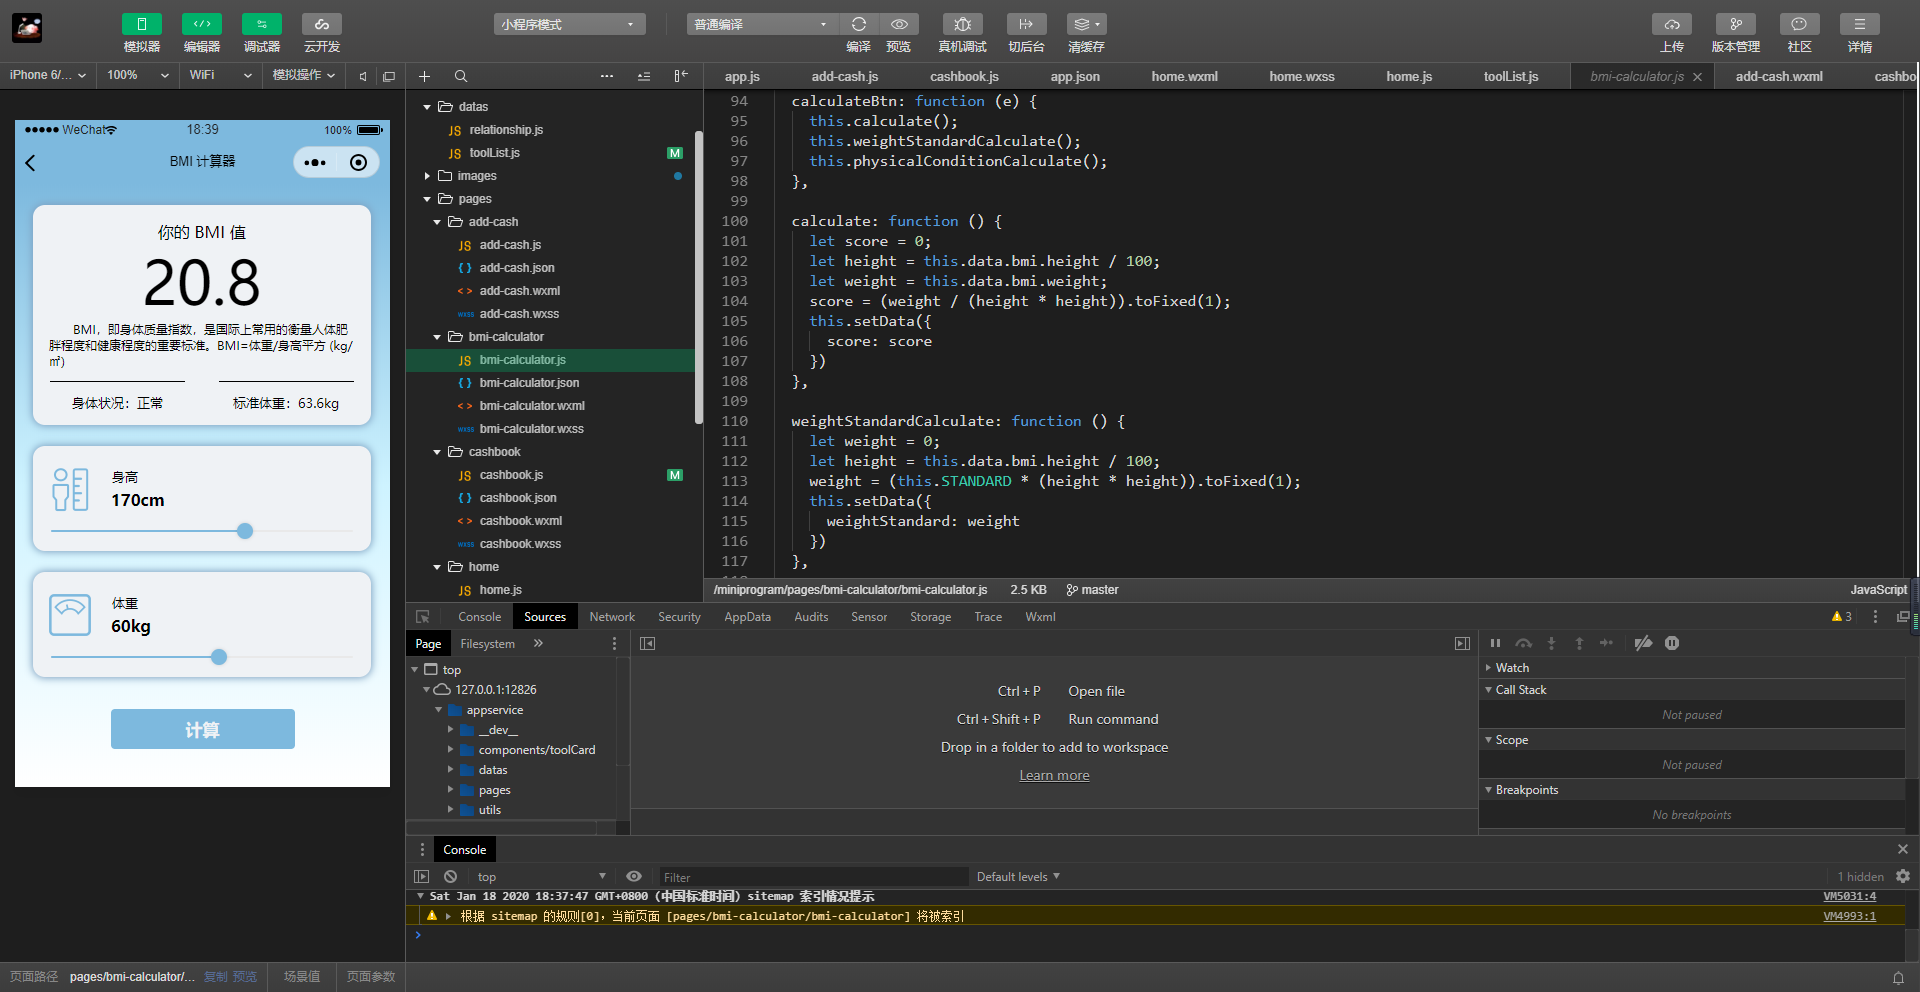 模拟器 编辑器 调试器 云开发
小程序模式 普通编译
编译 预览 真机调试 切后台 清缓存
上传 版本管理 社区 详情
iPhone 6/... 100% WiFi 模拟操作
app.js add-cash.js cashbook.js app.json home.wxml home.wxss home.js toolList.js bmi-calculator.js add-cash.wxml cashbo
WeChat 18:39 100%
BMI 计算器
你的 BMI 值
20.8
BMI，即身体质量指数，是国际上常用的衡量人体肥
胖程度和健康程度的重要标准。BMI=体重/身高平方 (kg/
㎡)
身体状况：正常 标准体重：63.6kg
身高
170cm
体重
60kg
计算
datas
JS relationship.js
JS toolList.js M
images
pages
add-cash
JS add-cash.js
{ } add-cash.json
< > add-cash.wxml
wxss add-cash.wxss
bmi-calculator
JS bmi-calculator.js
{ } bmi-calculator.json
< > bmi-calculator.wxml
wxss bmi-calculator.wxss
cashbook
JS cashbook.js M
{ } cashbook.json
< > cashbook.wxml
wxss cashbook.wxss
home
JS home.js
94 calculateBtn: function (e) {
95 this.calculate();
96 this.weightStandardCalculate();
97 this.physicalConditionCalculate();
98 },
99
100 calculate: function () {
101 let score = 0;
102 let height = this.data.bmi.height / 100;
103 let weight = this.data.bmi.weight;
104 score = (weight / (height * height)).toFixed(1);
105 this.setData({
106 score: score
107 })
108 },
109
110 weightStandardCalculate: function () {
111 let weight = 0;
112 let height = this.data.bmi.height / 100;
113 weight = (this.STANDARD * (height * height)).toFixed(1);
114 this.setData({
115 weightStandard: weight
116 })
117 },
/miniprogram/pages/bmi-calculator/bmi-calculator.js 2.5 KB master JavaScript
Console Sources Network Security AppData Audits Sensor Storage Trace Wxml 3
Page Filesystem »
top
127.0.0.1:12826
appservice
__dev__
components/toolCard
datas
pages
utils
Ctrl + P Open file
Ctrl + Shift + P Run command
Drop in a folder to add to workspace
Learn more
Watch
Call Stack
Not paused
Scope
Not paused
Breakpoints
No breakpoints
Console
top Filter Default levels 1 hidden
Sat Jan 18 2020 18:37:47 GMT+0800 (中国标准时间) sitemap 索引情况提示 VM5031:4
根据 sitemap 的规则[0]，当前页面 [pages/bmi-calculator/bmi-calculator] 将被索引 VM4993:1
页面路径 pages/bmi-calculator/... 复制 预览 场景值 页面参数